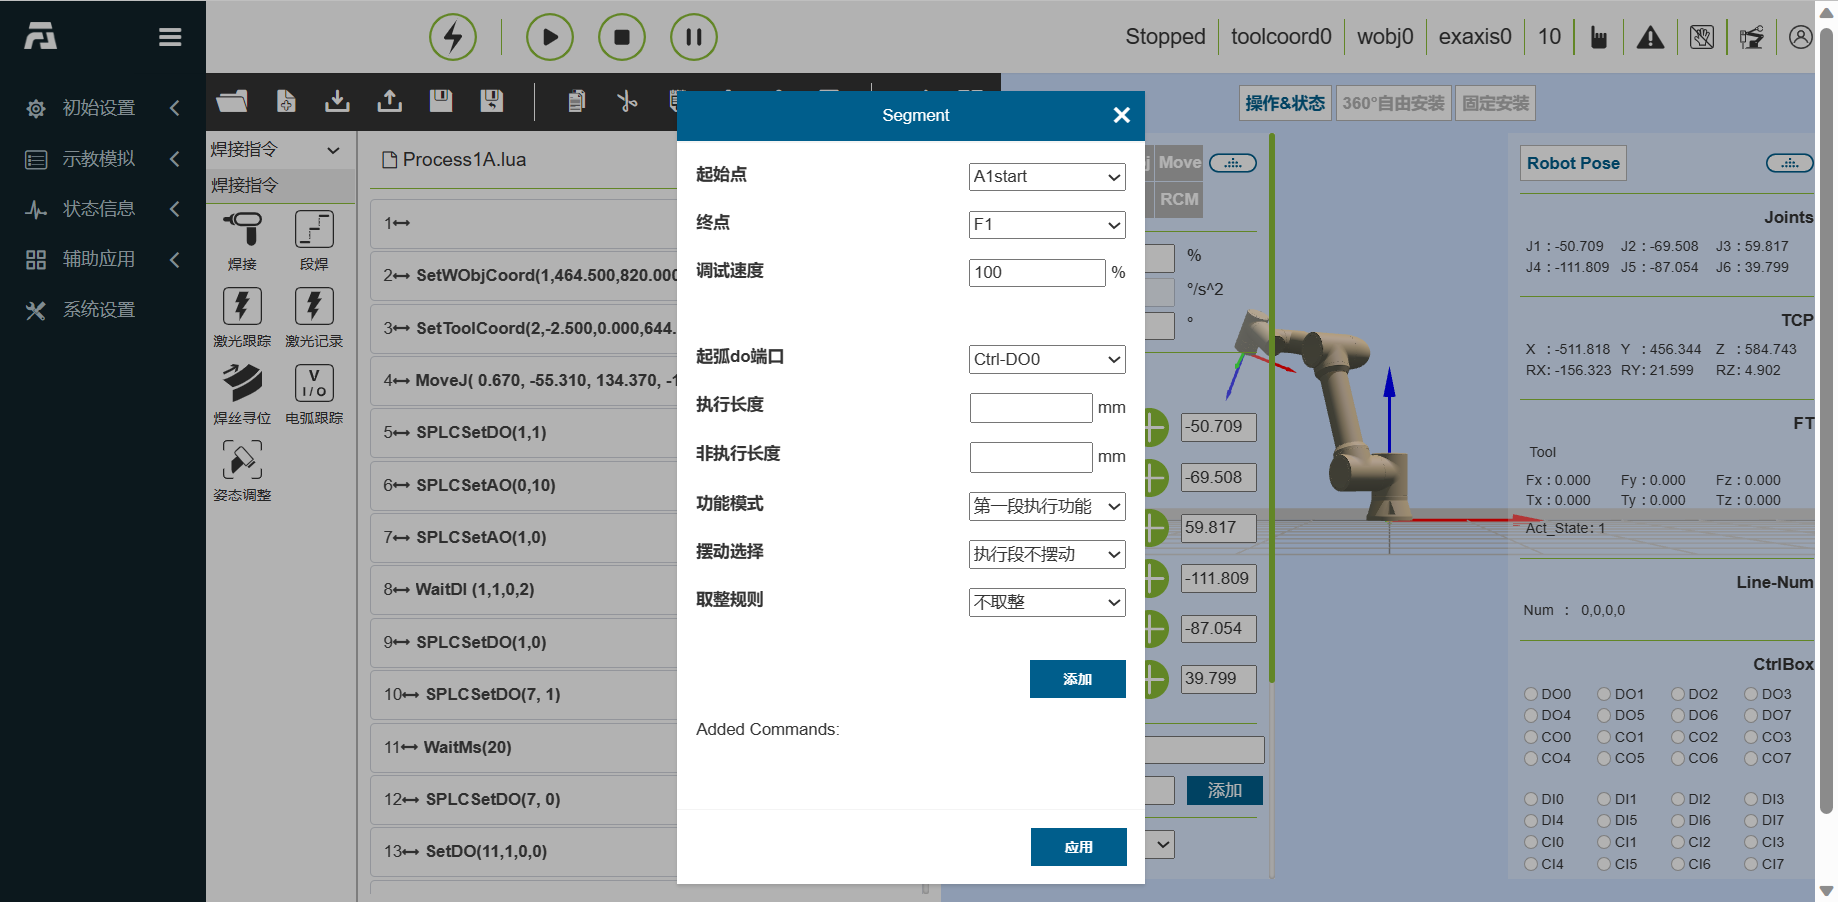 Stopped
toolcoord0
wobj0
exaxis0
10
初始设置
示教模拟
状态信息
辅助应用
系统设置
焊接指令
焊接指令
焊接
段焊
激光跟踪
激光记录
焊丝寻位
电弧跟踪
姿态调整
Process1A.lua
1
2 SetWObjCoord(1,464.500,820.000
3 SetToolCoord(2,-2.500,0.000,644.
4 MoveJ( 0.670, -55.310, 134.370, -1
5 SPLCSetDO(1,1)
6 SPLCSetAO(0,10)
7 SPLCSetAO(1,0)
8 WaitDI (1,1,0,2)
9 SPLCSetDO(1,0)
10 SPLCSetDO(7, 1)
11 WaitMs(20)
12 SPLCSetDO(7, 0)
13 SetDO(11,1,0,0)
Segment
起始点 A1start
终点 F1
调试速度 100 %
起弧do端口 Ctrl-DO0
执行长度 mm
非执行长度 mm
功能模式 第一段执行功能
摆动选择 执行段不摆动
取整规则 不取整
添加
Added Commands:
应用
操作&状态 360°自由安装 固定安装
Move
RCM
%
°/s^2
°
-50.709
-69.508
59.817
-111.809
-87.054
39.799
添加
Robot Pose
Joints
J1 : -50.709 J2 : -69.508 J3 : 59.817
J4 : -111.809 J5 : -87.054 J6 : 39.799
TCP
X : -511.818 Y : 456.344 Z : 584.743
RX: -156.323 RY: 21.599 RZ: 4.902
FT
Tool
Fx : 0.000 Fy : 0.000 Fz : 0.000
Tx : 0.000 Ty : 0.000 Tz : 0.000
Act_State: 1
Line-Num
Num : 0,0,0,0
CtrlBox
DO0 DO1 DO2 DO3
DO4 DO5 DO6 DO7
CO0 CO1 CO2 CO3
CO4 CO5 CO6 CO7
DI0 DI1 DI2 DI3
DI4 DI5 DI6 DI7
CI0 CI1 CI2 CI3
CI4 CI5 CI6 CI7